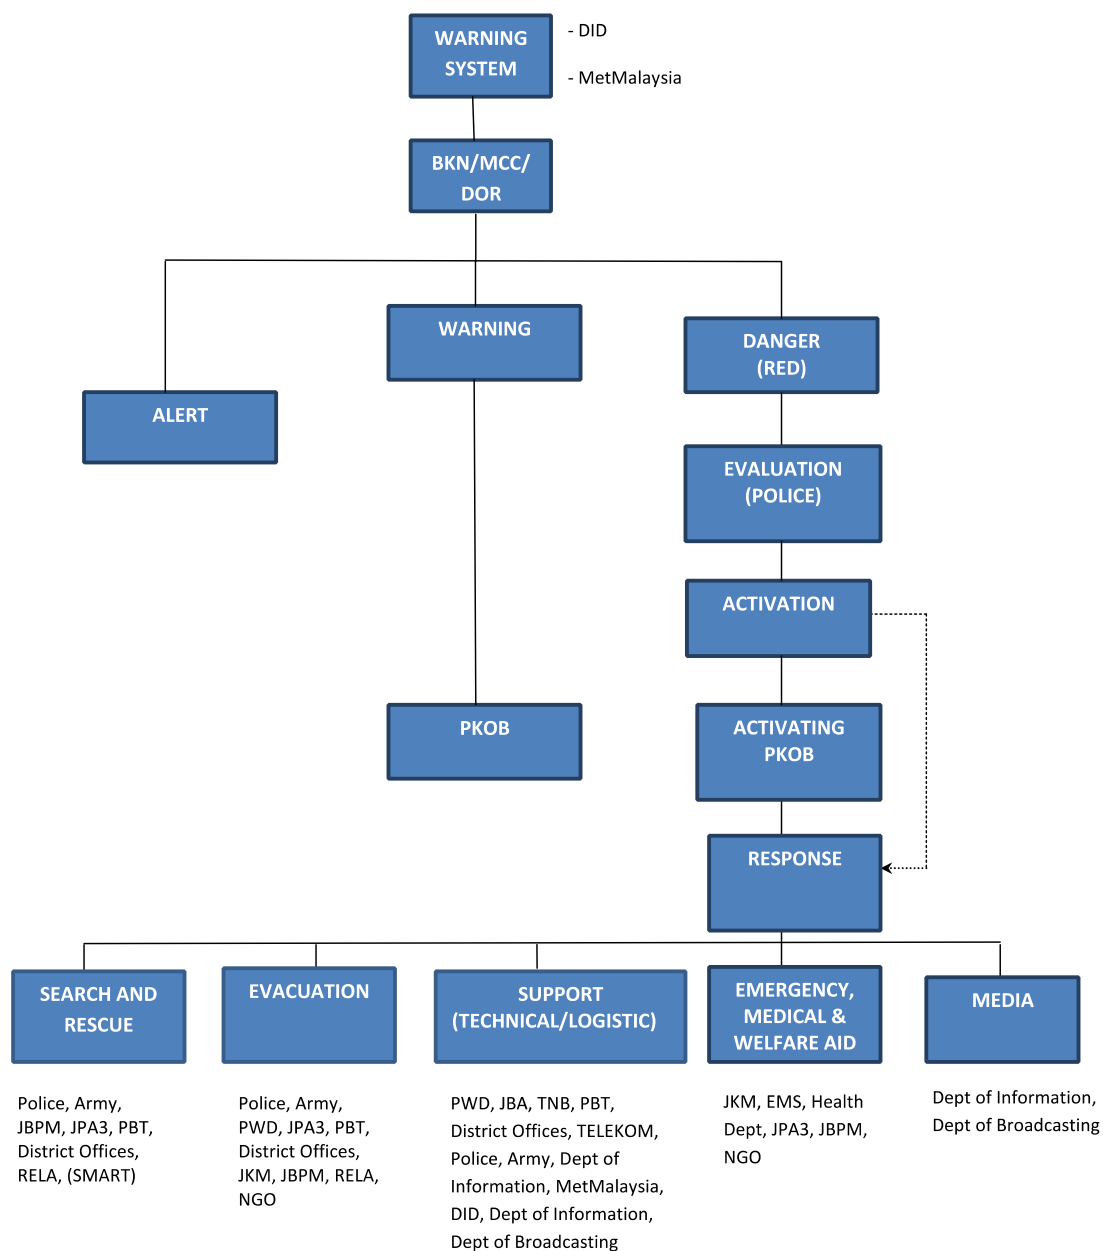 WARNING
SYSTEM
- DID
- MetMalaysia
BKN/MCC/
DOR
WARNING
DANGER
(RED)
ALERT
EVALUATION
(POLICE)
ACTIVATION
PKOB
ACTIVATING
PKOB
RESPONSE
SEARCH AND
RESCUE
EVACUATION
SUPPORT
(TECHNICAL/LOGISTIC)
EMERGENCY,
MEDICAL &
WELFARE AID
MEDIA
Police, Army,
JBPM, JPA3, PBT,
District Offices,
RELA, (SMART)
Police, Army,
PWD, JPA3, PBT,
District Offices,
JKM, JBPM, RELA,
NGO
PWD, JBA, TNB, PBT,
District Offices, TELEKOM,
Police, Army, Dept of
Information, MetMalaysia,
DID, Dept of Information,
Dept of Broadcasting
JKM, EMS, Health
Dept, JPA3, JBPM,
NGO
Dept of Information,
Dept of Broadcasting